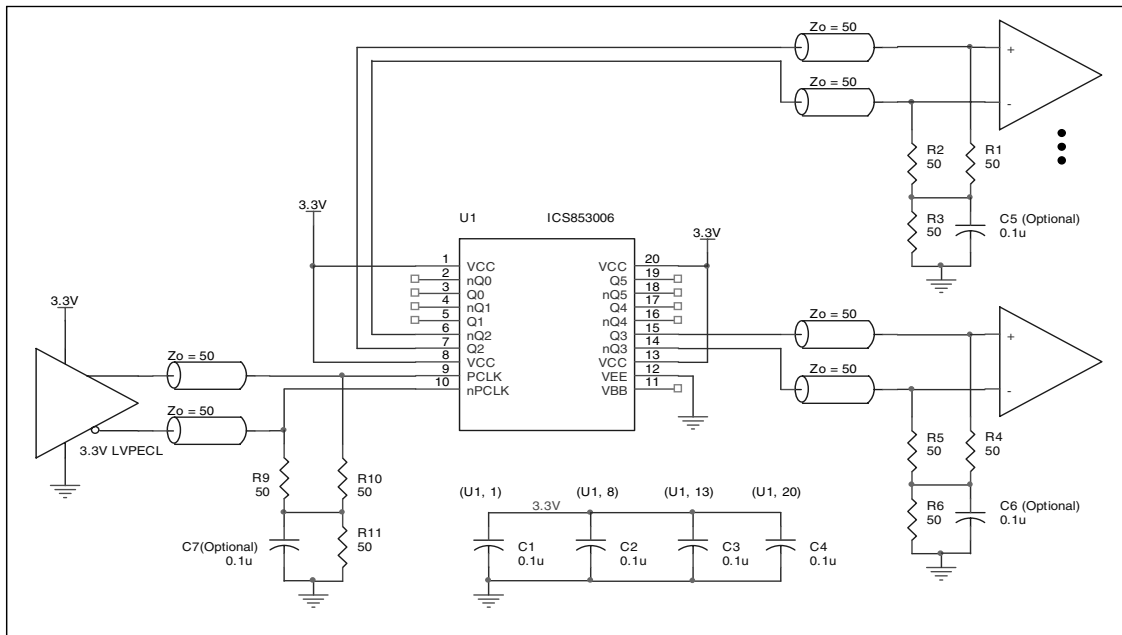 Zo = 50
+
Zo = 50
-
R2
50
R1
50
R3
50
C5 (Optional)
0.1u
3.3V
U1
ICS853006
3.3V
1
VCC
VCC
20
2
nQ0
Q5
19
3
Q0
nQ5
18
4
nQ1
Q4
17
5
Q1
nQ4
16
6
nQ2
Q3
15
7
Q2
nQ3
14
8
VCC
VCC
13
9
PCLK
VEE
12
10
nPCLK
VBB
11
3.3V
Zo = 50
Zo = 50
3.3V LVPECL
R9
50
R10
50
R11
50
C7(Optional)
0.1u
Zo = 50
+
Zo = 50
-
R5
50
R4
50
R6
50
C6 (Optional)
0.1u
(U1, 1)
(U1, 8)
(U1, 13)
(U1, 20)
3.3V
C1
0.1u
C2
0.1u
C3
0.1u
C4
0.1u